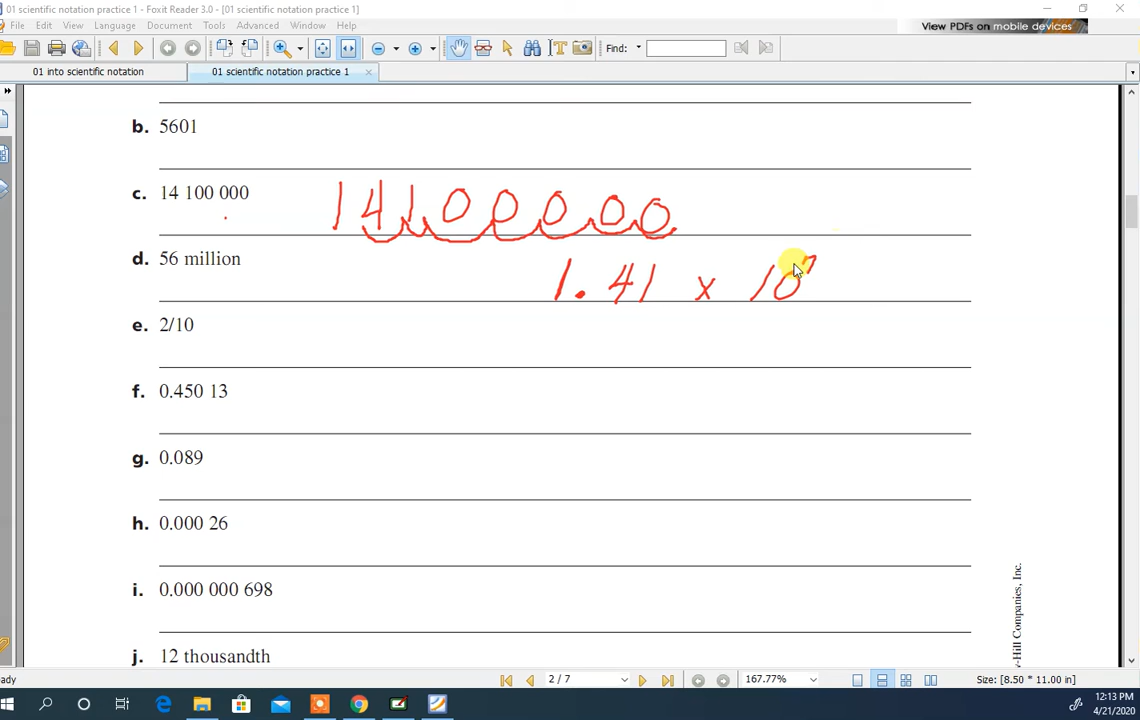 01 scientific notation practice 1 - Foxit Reader 3.0 - [01 scientific notation practice 1]
File Edit View Language Document Tools Advanced Window Help
View PDFs on mobile devices
Find:
01 into scientific notation
01 scientific notation practice 1
b. 5601
c. 14 100 000
14100000.
d. 56 million
1.41 x 10⁷
e. 2/10
f. 0.450 13
g. 0.089
h. 0.000 26
i. 0.000 000 698
j. 12 thousandth
y-Hill Companies, Inc.
ady
2 / 7
167.77%
Size: [8.50 * 11.00 in]
12:13 PM
4/21/2020